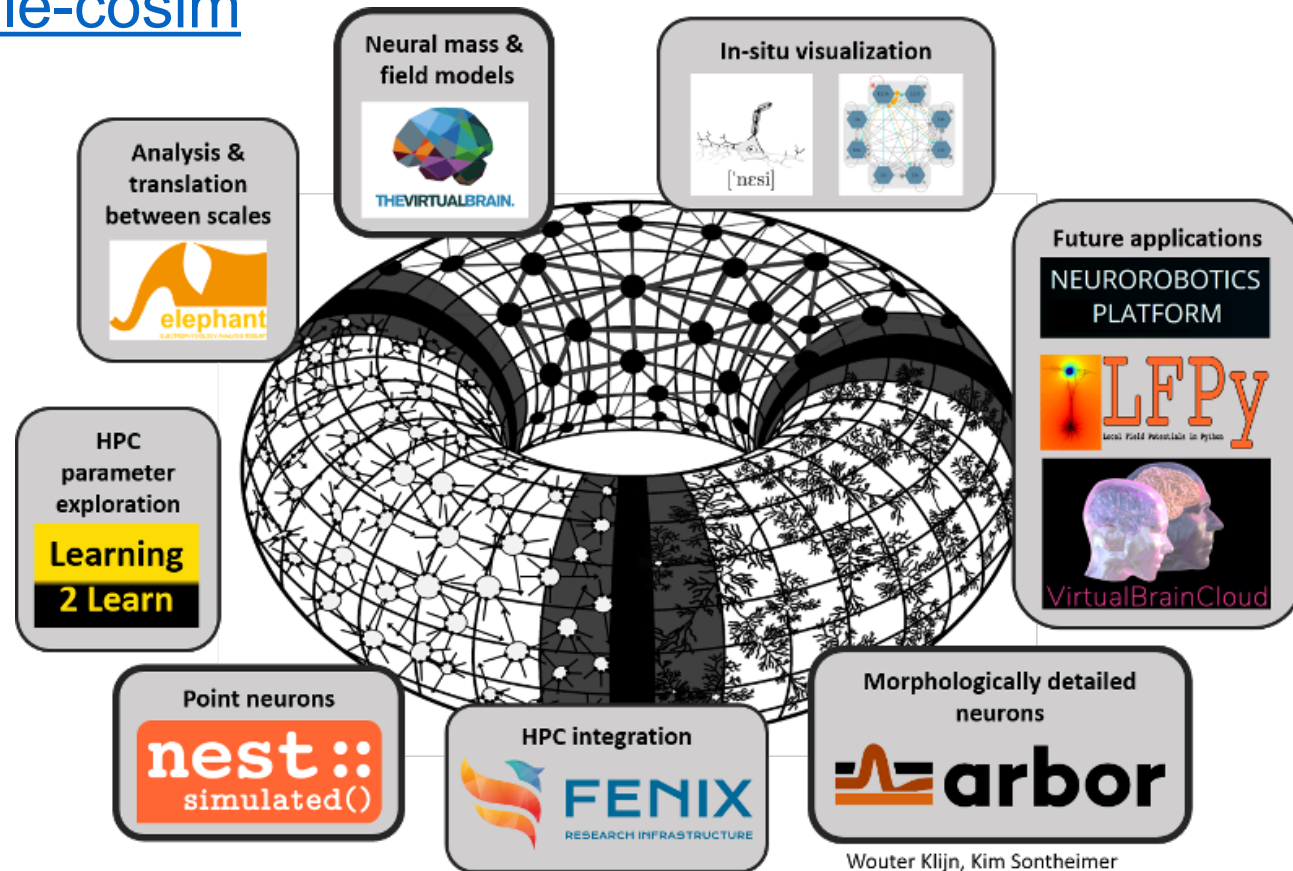 le-cosim
Neural mass &
field models
THEVIRTUALBRAIN.
In-situ visualization
['nɛsi]
Analysis &
translation
between scales
elephant
Future applications
NEUROROBOTICS
PLATFORM
LFPy
Local Field Potentials in Python
VirtualBrainCloud
HPC
parameter
exploration
Learning
2 Learn
Point neurons
nest::
simulated()
HPC integration
FENIX
RESEARCH INFRASTRUCTURE
Morphologically detailed
neurons
arbor
Wouter Klijn, Kim Sontheimer